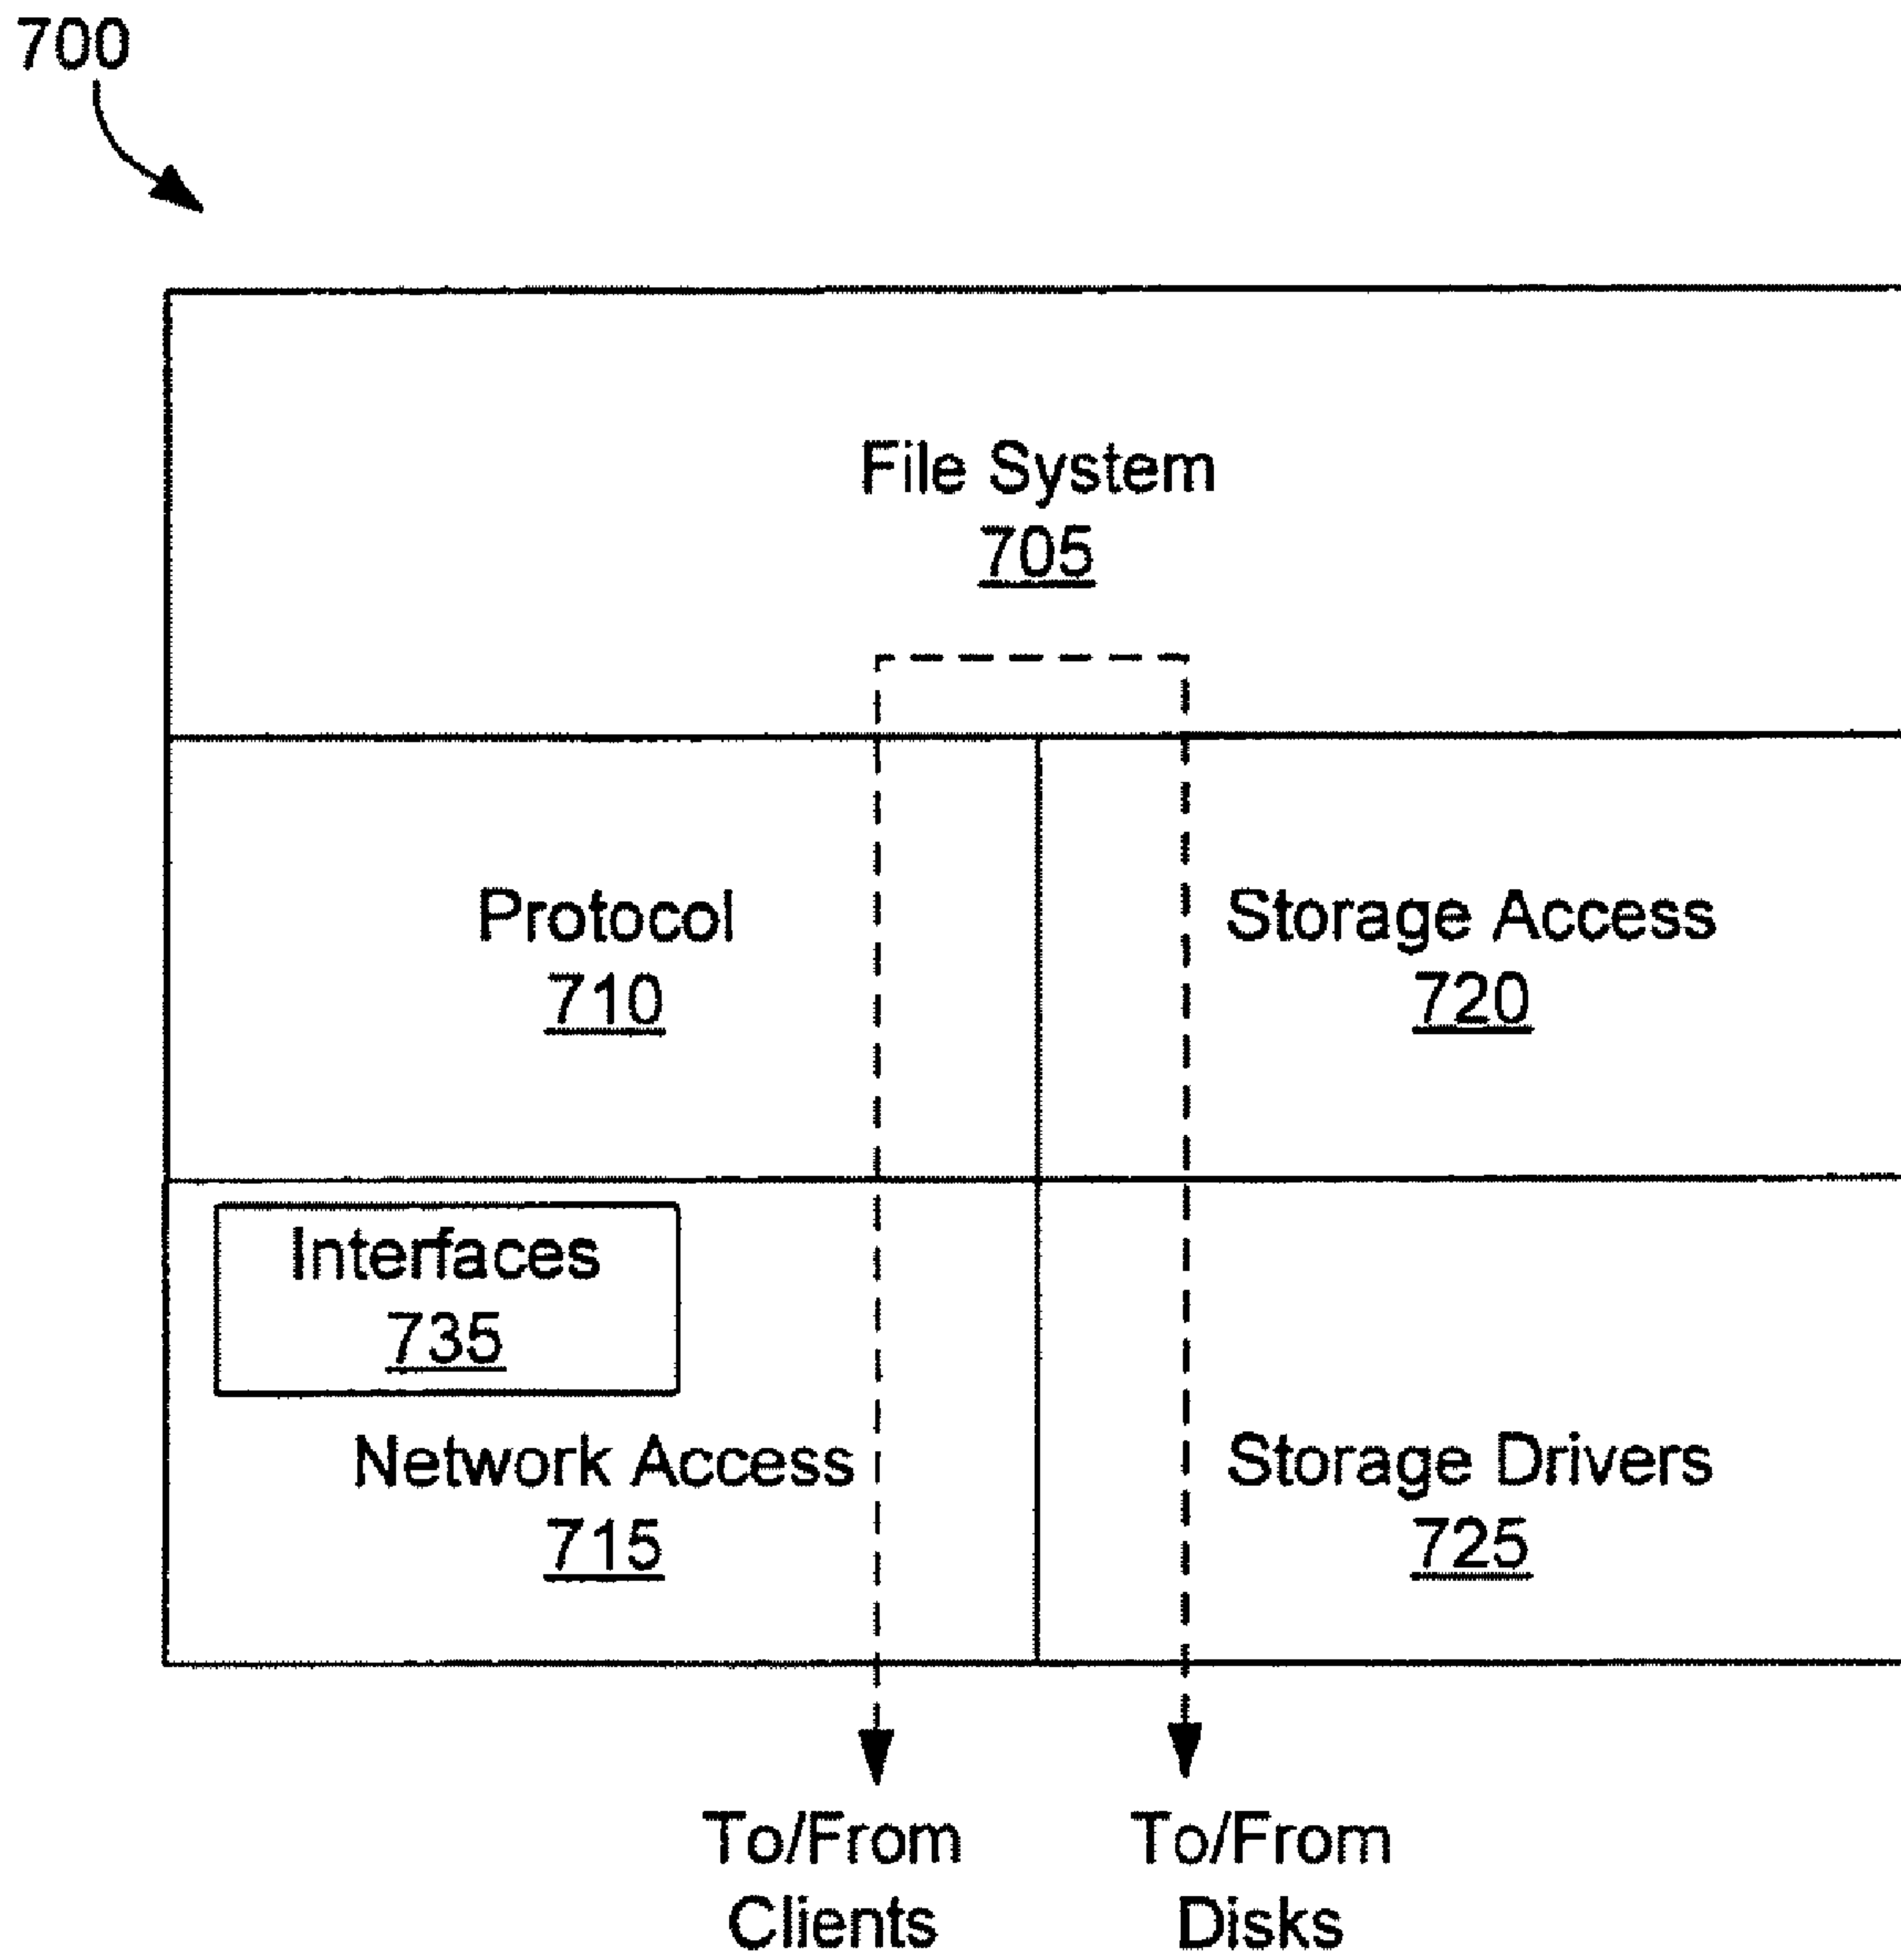 700
File System
705
Protocol
710
Storage Access
720
Interfaces
735
Network Access
715
Storage Drivers
725
To/From
Clients
To/From
Disks